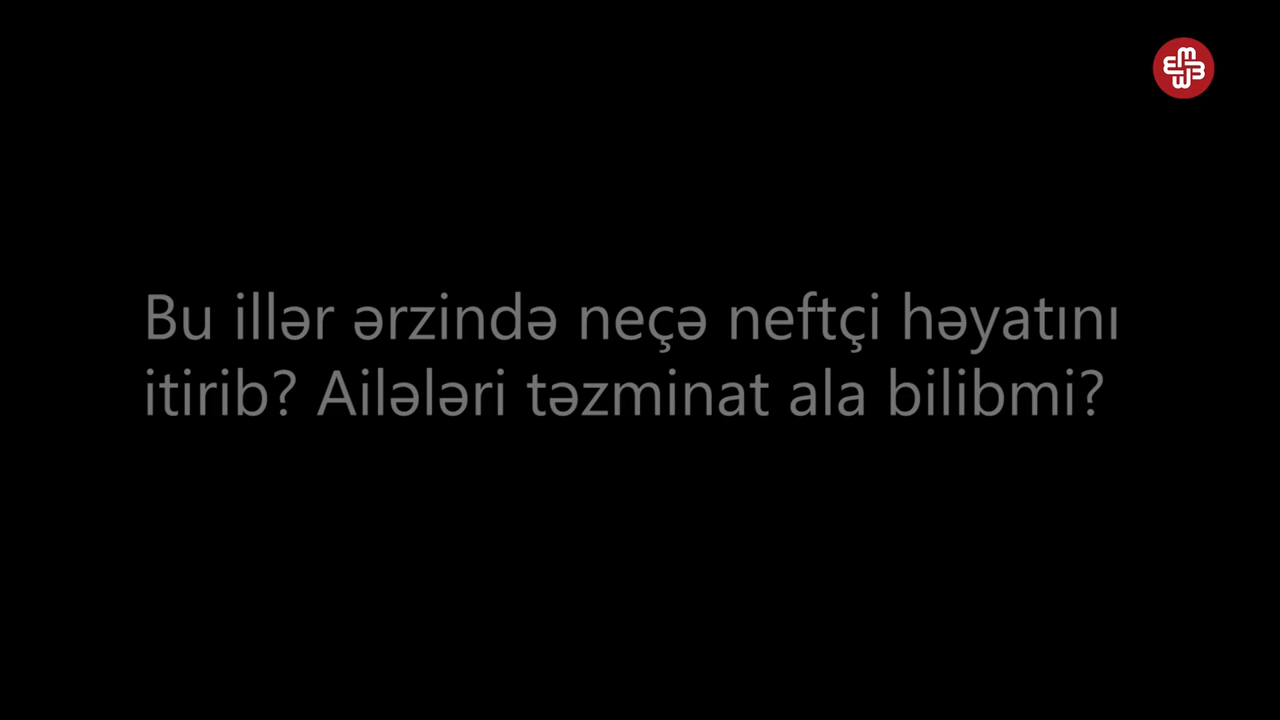 Bu illər ərzində neçə neftçi həyatını
itirib? Ailələri təzminat ala bilibmi?